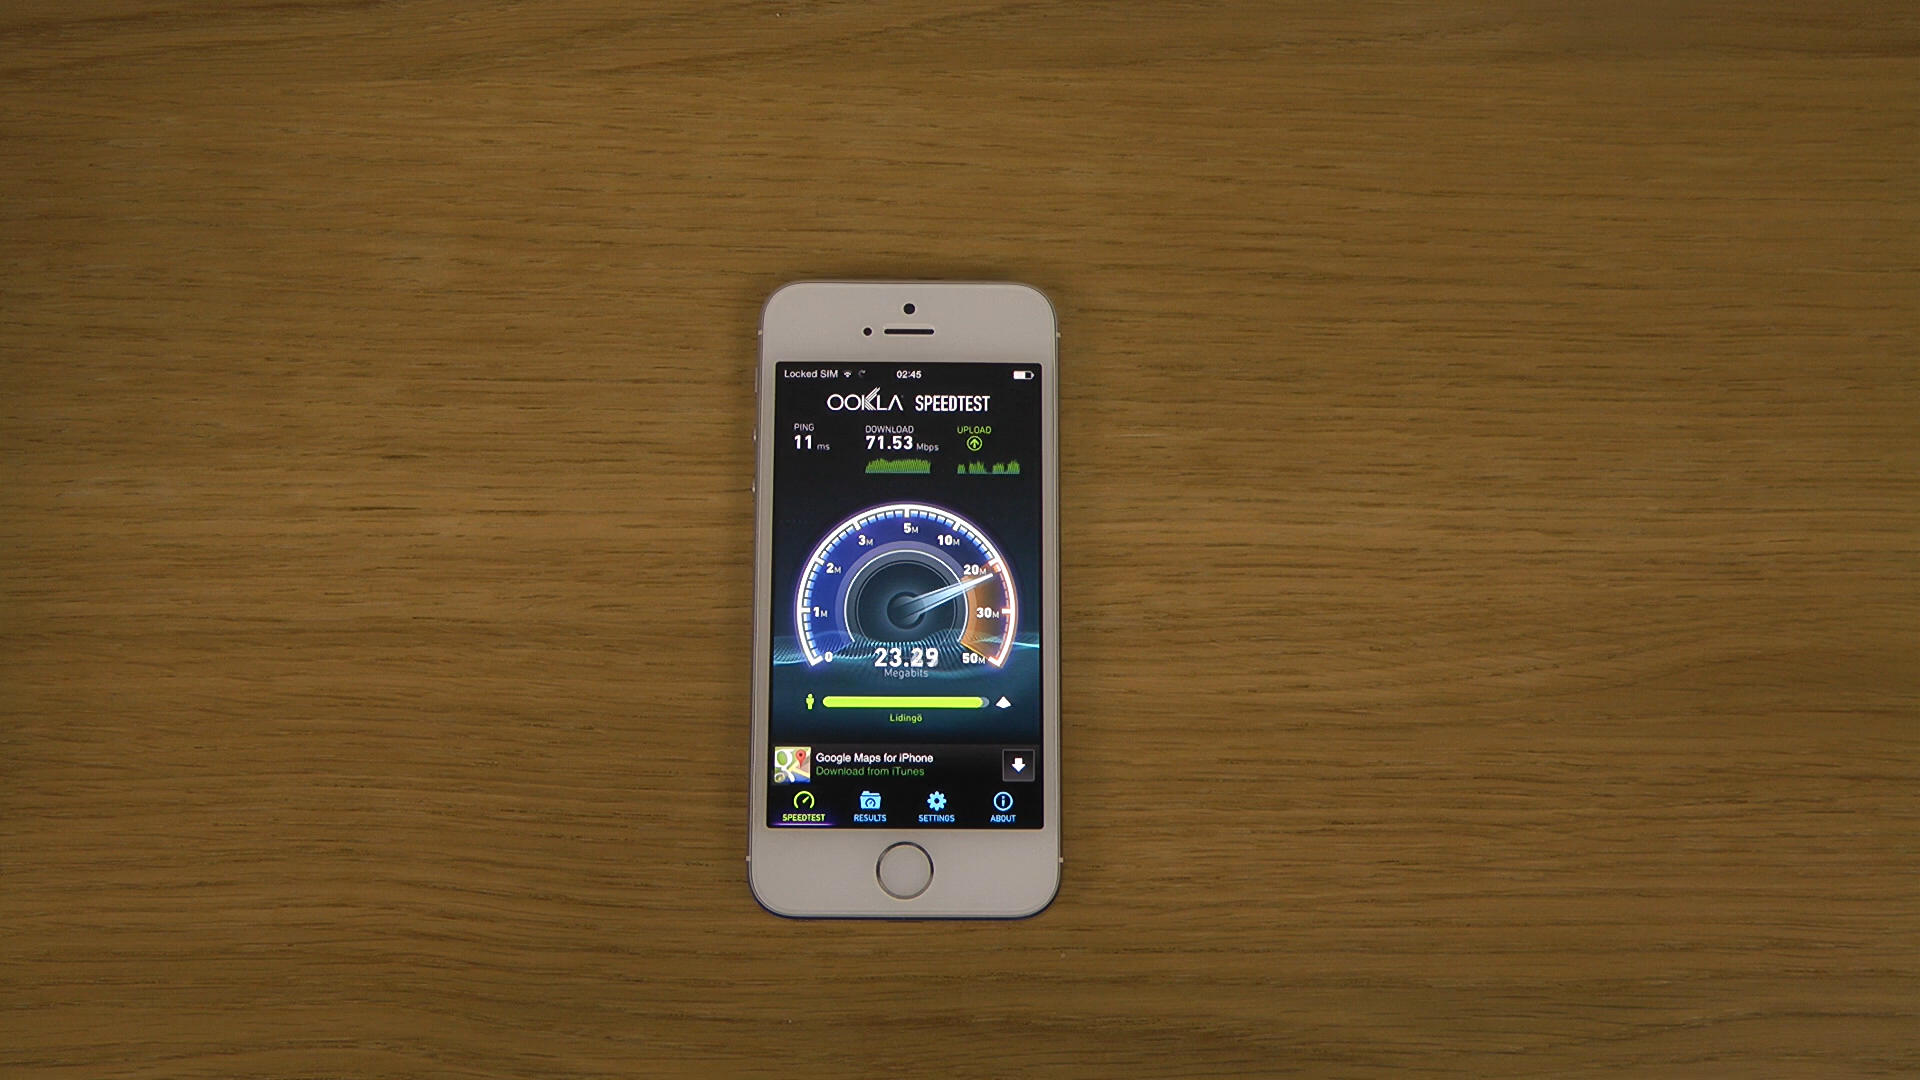 Locked SIM 02:45
OOKLA SPEEDTEST
PING DOWNLOAD UPLOAD
11 ms 71.53 Mbps
5M
3M 10M
2M 20M
1M 30M
0 23.29 50M
Megabits
Lidingö
Google Maps for iPhone
Download from iTunes
SPEEDTEST RESULTS SETTINGS ABOUT